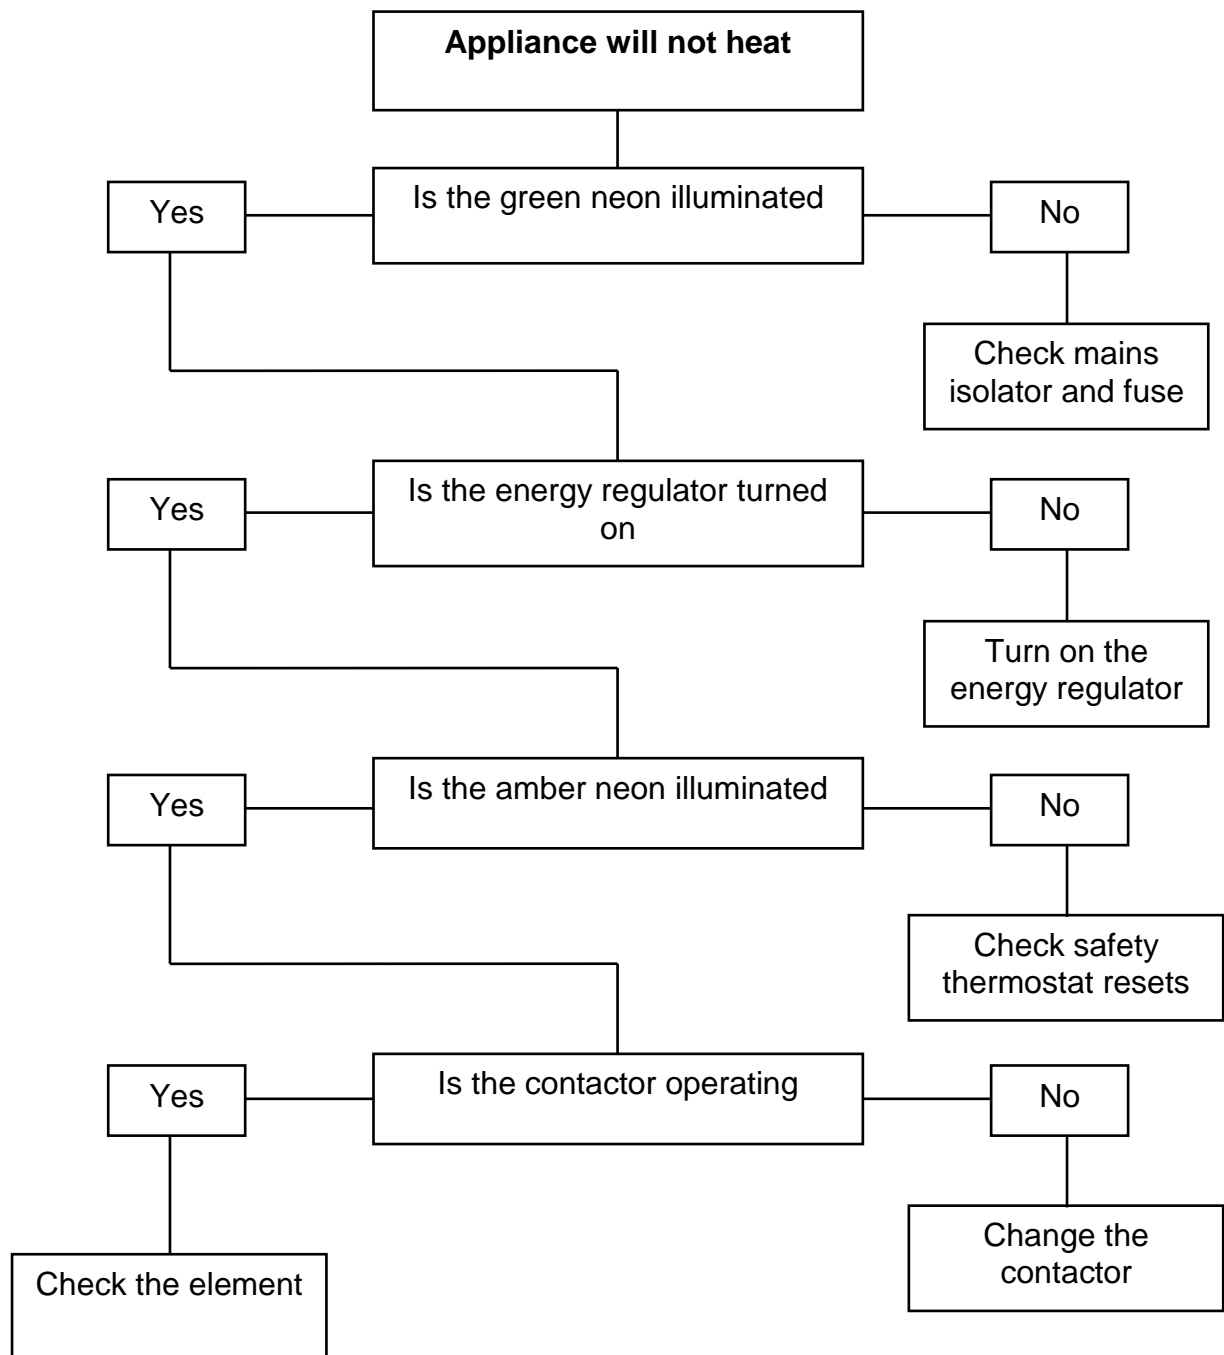 Appliance will not heat
Yes
Is the green neon illuminated
No
Check mains
isolator and fuse
Yes
Is the energy regulator turned
on
No
Turn on the
energy regulator
Yes
Is the amber neon illuminated
No
Check safety
thermostat resets
Yes
Is the contactor operating
No
Change the
contactor
Check the element